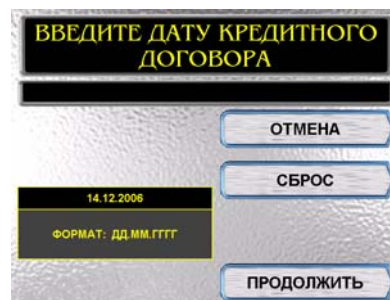 ВВЕДИТЕ ДАТУ КРЕДИТНОГО
ДОГОВОРА
ОТМЕНА
СБРОС
14.12.2006
ФОРМАТ: ДД.ММ.ГГГГ
ПРОДОЛЖИТЬ